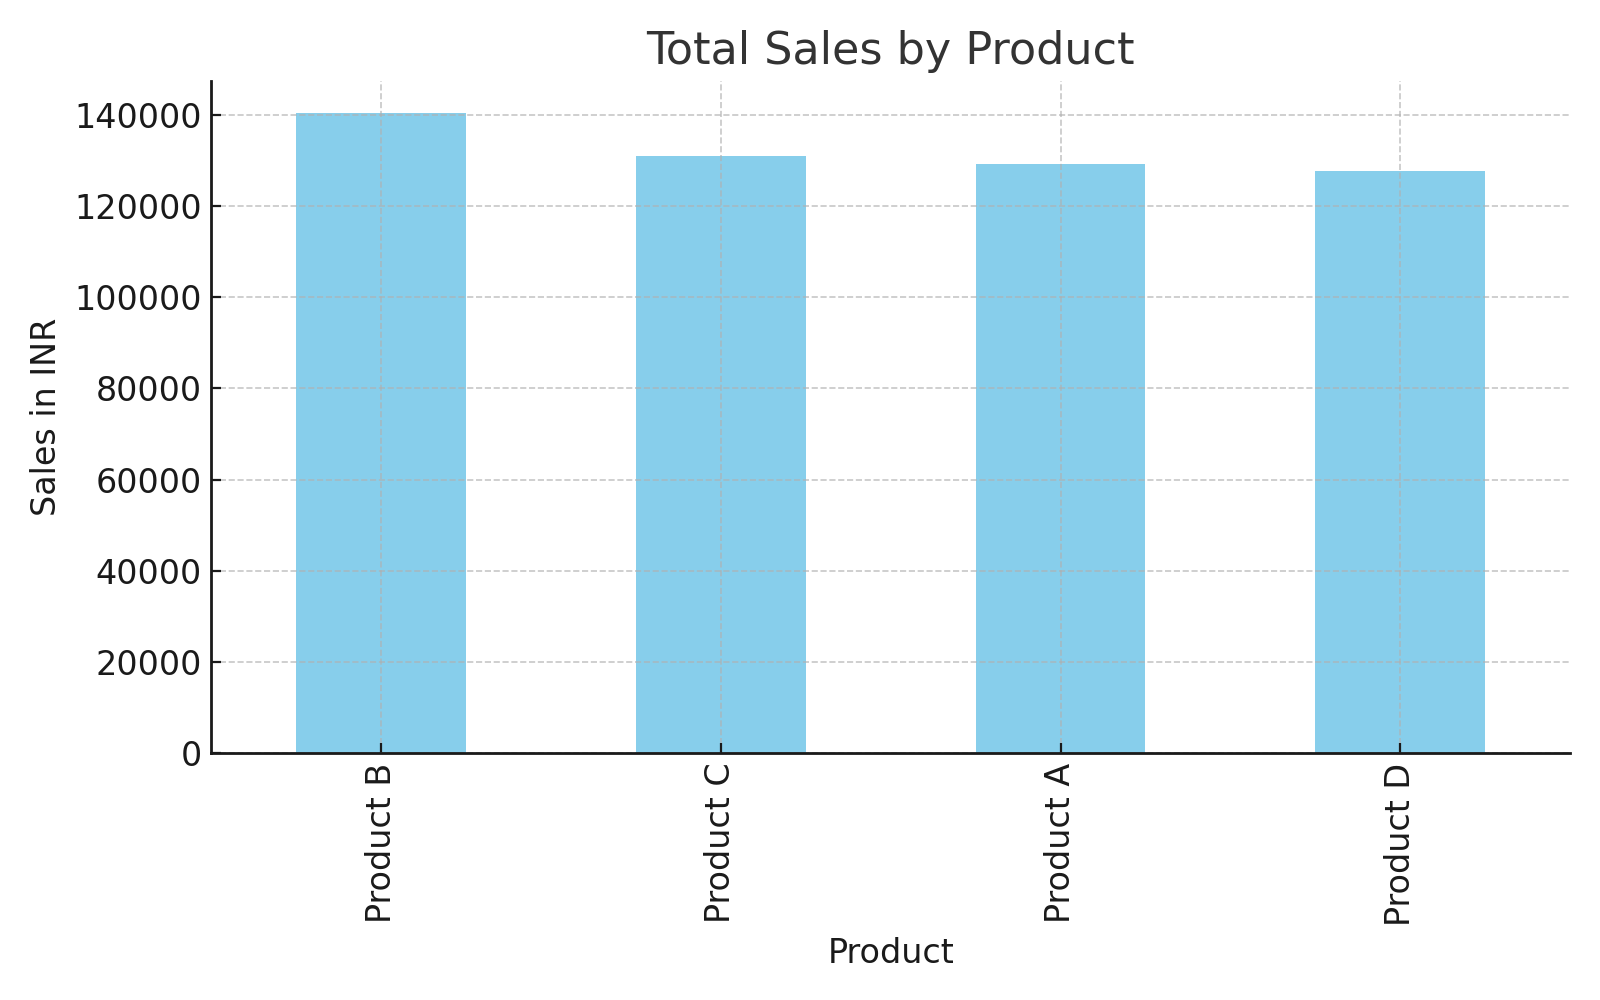 Total Sales by Product
Sales in INR
140000
120000
100000
80000
60000
40000
20000
0
Product B
Product C
Product A
Product D
Product